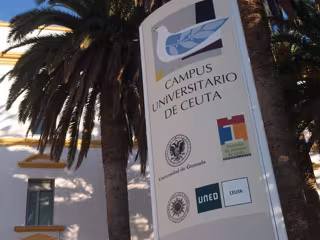 CAMPUS
UNIVERSITARIO
DE CEUTA
Universidad de Granada
UNED
CEUTA